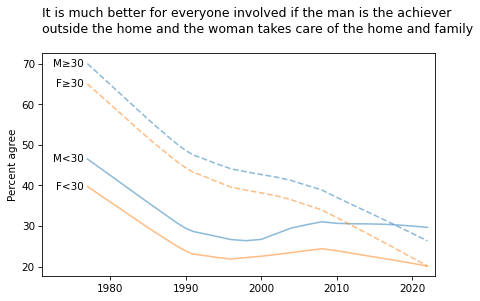 It is much better for everyone involved if the man is the achiever
outside the home and the woman takes care of the home and family
70
60
50
40
30
20
Percent agree
M≥30
F≥30
M<30
F<30
1980 1990 2000 2010 2020